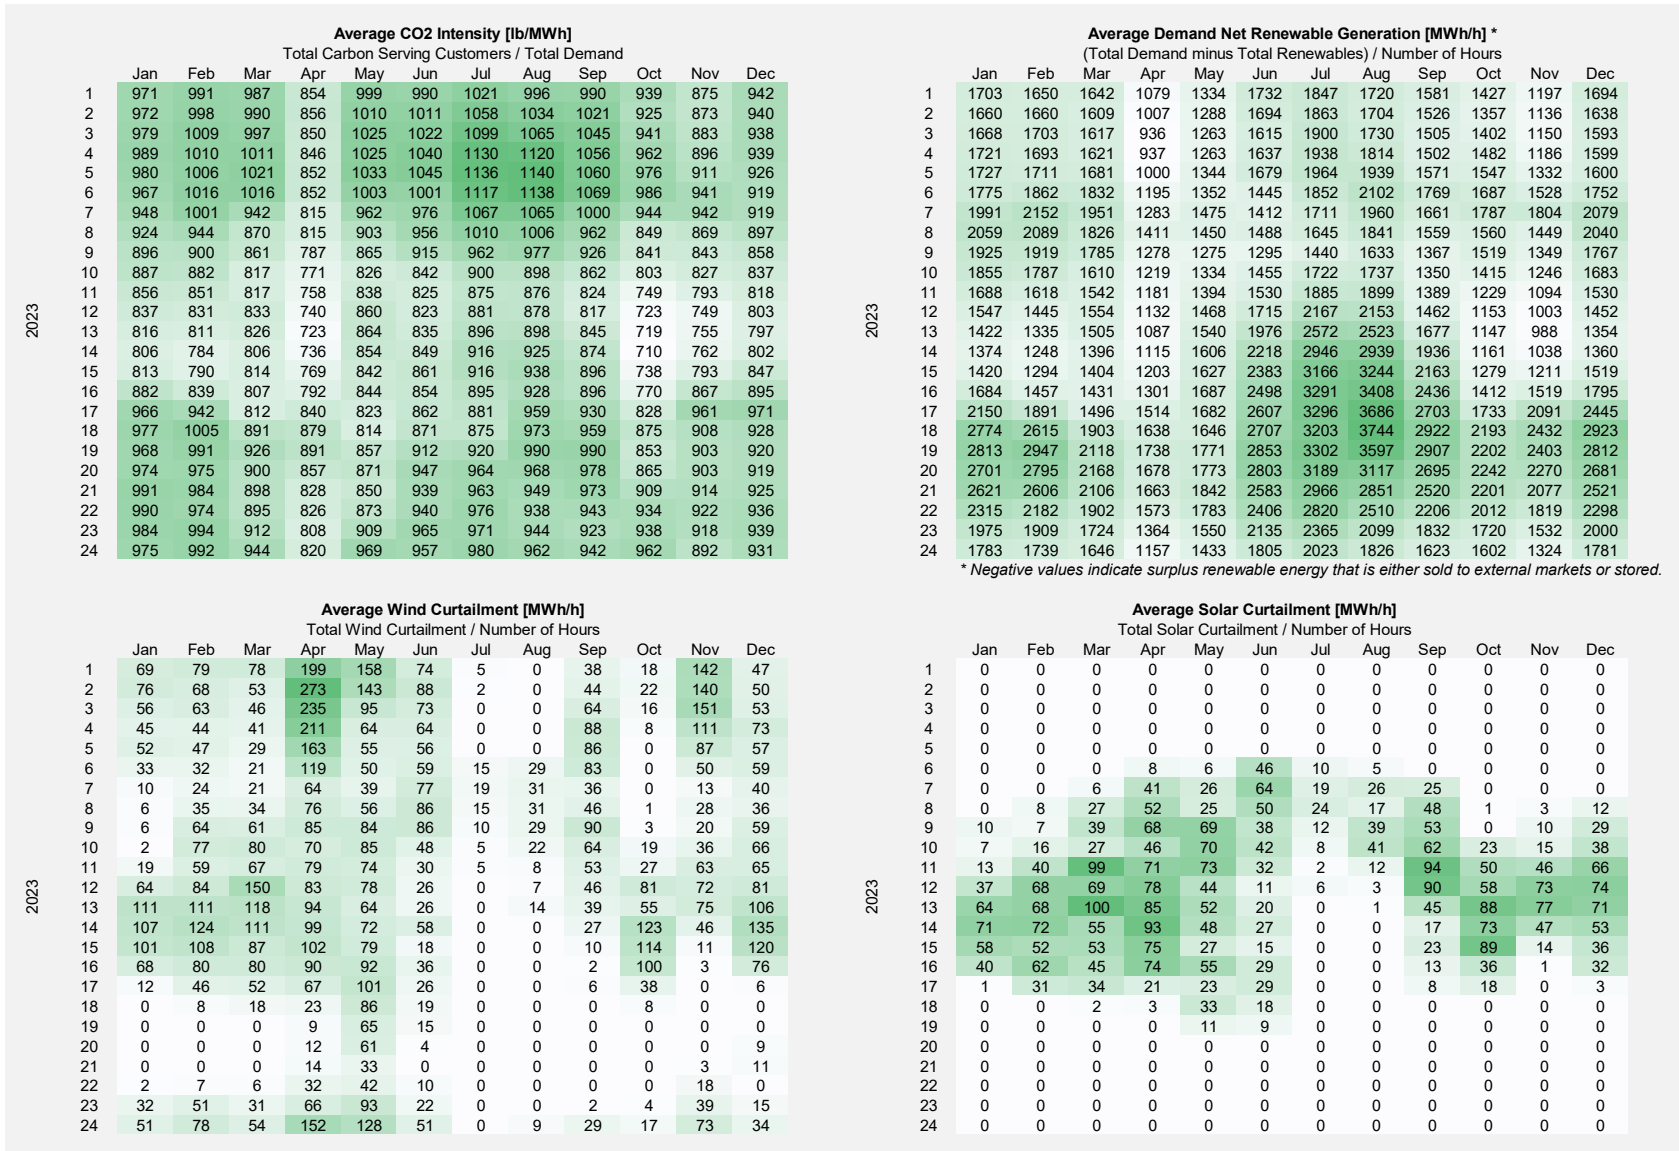 Average CO2 Intensity [lb/MWh]
Total Carbon Serving Customers / Total Demand
Jan Feb Mar Apr May Jun Jul Aug Sep Oct Nov Dec
1 971 991 987 854 999 990 1021 996 990 939 875 942
2 972 998 990 856 1010 1011 1058 1034 1021 925 873 940
3 979 1009 997 850 1025 1022 1099 1065 1045 941 883 938
4 989 1010 1011 846 1025 1040 1130 1120 1056 962 896 939
5 980 1006 1021 852 1033 1045 1136 1140 1060 976 911 926
6 967 1016 1016 852 1003 1001 1117 1138 1069 986 941 919
7 948 1001 942 815 962 976 1067 1065 1000 944 942 919
8 924 944 870 815 903 956 1010 1006 962 849 869 897
9 896 900 861 787 865 915 962 977 926 841 843 858
10 887 882 817 771 826 842 900 898 862 803 827 837
11 856 851 817 758 838 825 875 876 824 749 793 818
12 837 831 833 740 860 823 881 878 817 723 749 803
13 816 811 826 723 864 835 896 898 845 719 755 797
14 806 784 806 736 854 849 916 925 874 710 762 802
15 813 790 814 769 842 861 916 938 896 738 793 847
16 882 839 807 792 844 854 895 928 896 770 867 895
17 966 942 812 840 823 862 881 959 930 828 961 971
18 977 1005 891 879 814 871 875 973 959 875 908 928
19 968 991 926 891 857 912 920 990 990 853 903 920
20 974 975 900 857 871 947 964 968 978 865 903 919
21 991 984 898 828 850 939 963 949 973 909 914 925
22 990 974 895 826 873 940 976 938 943 934 922 936
23 984 994 912 808 909 965 971 944 923 938 918 939
24 975 992 944 820 969 957 980 962 942 962 892 931
2023
Average Demand Net Renewable Generation [MWh/h] *
(Total Demand minus Total Renewables) / Number of Hours
Jan Feb Mar Apr May Jun Jul Aug Sep Oct Nov Dec
1 1703 1650 1642 1079 1334 1732 1847 1720 1581 1427 1197 1694
2 1660 1660 1609 1007 1288 1694 1863 1704 1526 1357 1136 1638
3 1668 1703 1617 936 1263 1615 1900 1730 1505 1402 1150 1593
4 1721 1693 1621 937 1263 1637 1938 1814 1502 1482 1186 1599
5 1727 1711 1681 1000 1344 1679 1964 1939 1571 1547 1332 1600
6 1775 1862 1832 1195 1352 1445 1852 2102 1769 1687 1528 1752
7 1991 2152 1951 1283 1475 1412 1711 1960 1661 1787 1804 2079
8 2059 2089 1826 1411 1450 1488 1645 1841 1559 1560 1449 2040
9 1925 1919 1785 1278 1275 1295 1440 1633 1367 1519 1349 1767
10 1855 1787 1610 1219 1334 1455 1722 1737 1350 1415 1246 1683
11 1688 1618 1542 1181 1394 1530 1885 1899 1389 1229 1094 1530
12 1547 1445 1554 1132 1468 1715 2167 2153 1462 1153 1003 1452
13 1422 1335 1505 1087 1540 1976 2572 2523 1677 1147 988 1354
14 1374 1248 1396 1115 1606 2218 2946 2939 1936 1161 1038 1360
15 1420 1294 1404 1203 1627 2383 3166 3244 2163 1279 1211 1519
16 1684 1457 1431 1301 1687 2498 3291 3408 2436 1412 1519 1795
17 2150 1891 1496 1514 1682 2607 3296 3686 2703 1733 2091 2445
18 2774 2615 1903 1638 1646 2707 3203 3744 2922 2193 2432 2923
19 2813 2947 2118 1738 1771 2853 3302 3597 2907 2202 2403 2812
20 2701 2795 2168 1678 1773 2803 3189 3117 2695 2242 2270 2681
21 2621 2606 2106 1663 1842 2583 2966 2851 2520 2201 2077 2521
22 2315 2182 1902 1573 1783 2406 2820 2510 2206 2012 1819 2298
23 1975 1909 1724 1364 1550 2135 2365 2099 1832 1720 1532 2000
24 1783 1739 1646 1157 1433 1805 2023 1826 1623 1602 1324 1781
2023
* Negative values indicate surplus renewable energy that is either sold to external markets or stored.
Average Wind Curtailment [MWh/h]
Total Wind Curtailment / Number of Hours
Jan Feb Mar Apr May Jun Jul Aug Sep Oct Nov Dec
1 69 79 78 199 158 74 5 0 38 18 142 47
2 76 68 53 273 143 88 2 0 44 22 140 50
3 56 63 46 235 95 73 0 0 64 16 151 53
4 45 44 41 211 64 64 0 0 88 8 111 73
5 52 47 29 163 55 56 0 0 86 0 87 57
6 33 32 21 119 50 59 15 29 83 0 50 59
7 10 24 21 64 39 77 19 31 36 0 13 40
8 6 35 34 76 56 86 15 31 46 1 28 36
9 6 64 61 85 84 86 10 29 90 3 20 59
10 2 77 80 70 85 48 5 22 64 19 36 66
11 19 59 67 79 74 30 5 8 53 27 63 65
12 64 84 150 83 78 26 0 7 46 81 72 81
13 111 111 118 94 64 26 0 14 39 55 75 106
14 107 124 111 99 72 58 0 0 27 123 46 135
15 101 108 87 102 79 18 0 0 10 114 11 120
16 68 80 80 90 92 36 0 0 2 100 3 76
17 12 46 52 67 101 26 0 0 6 38 0 6
18 0 8 18 23 86 19 0 0 0 8 0 0
19 0 0 0 9 65 15 0 0 0 0 0 0
20 0 0 0 12 61 4 0 0 0 0 0 9
21 0 0 0 14 33 0 0 0 0 0 3 11
22 2 7 6 32 42 10 0 0 0 0 18 0
23 32 51 31 66 93 22 0 0 2 4 39 15
24 51 78 54 152 128 51 0 9 29 17 73 34
2023
Average Solar Curtailment [MWh/h]
Total Solar Curtailment / Number of Hours
Jan Feb Mar Apr May Jun Jul Aug Sep Oct Nov Dec
1 0 0 0 0 0 0 0 0 0 0 0 0
2 0 0 0 0 0 0 0 0 0 0 0 0
3 0 0 0 0 0 0 0 0 0 0 0 0
4 0 0 0 0 0 0 0 0 0 0 0 0
5 0 0 0 0 0 0 0 0 0 0 0 0
6 0 0 0 8 6 46 10 5 0 0 0 0
7 0 0 6 41 26 64 19 26 25 0 0 0
8 0 8 27 52 25 50 24 17 48 1 3 12
9 10 7 39 68 69 38 12 39 53 0 10 29
10 7 16 27 46 70 42 8 41 62 23 15 38
11 13 40 99 71 73 32 2 12 94 50 46 66
12 37 68 69 78 44 11 6 3 90 58 73 74
13 64 68 100 85 52 20 0 1 45 88 77 71
14 71 72 55 93 48 27 0 0 17 73 47 53
15 58 52 53 75 27 15 0 0 23 89 14 36
16 40 62 45 74 55 29 0 0 13 36 1 32
17 1 31 34 21 23 29 0 0 8 18 0 3
18 0 0 2 3 33 18 0 0 0 0 0 0
19 0 0 0 0 11 9 0 0 0 0 0 0
20 0 0 0 0 0 0 0 0 0 0 0 0
21 0 0 0 0 0 0 0 0 0 0 0 0
22 0 0 0 0 0 0 0 0 0 0 0 0
23 0 0 0 0 0 0 0 0 0 0 0 0
24 0 0 0 0 0 0 0 0 0 0 0 0
2023